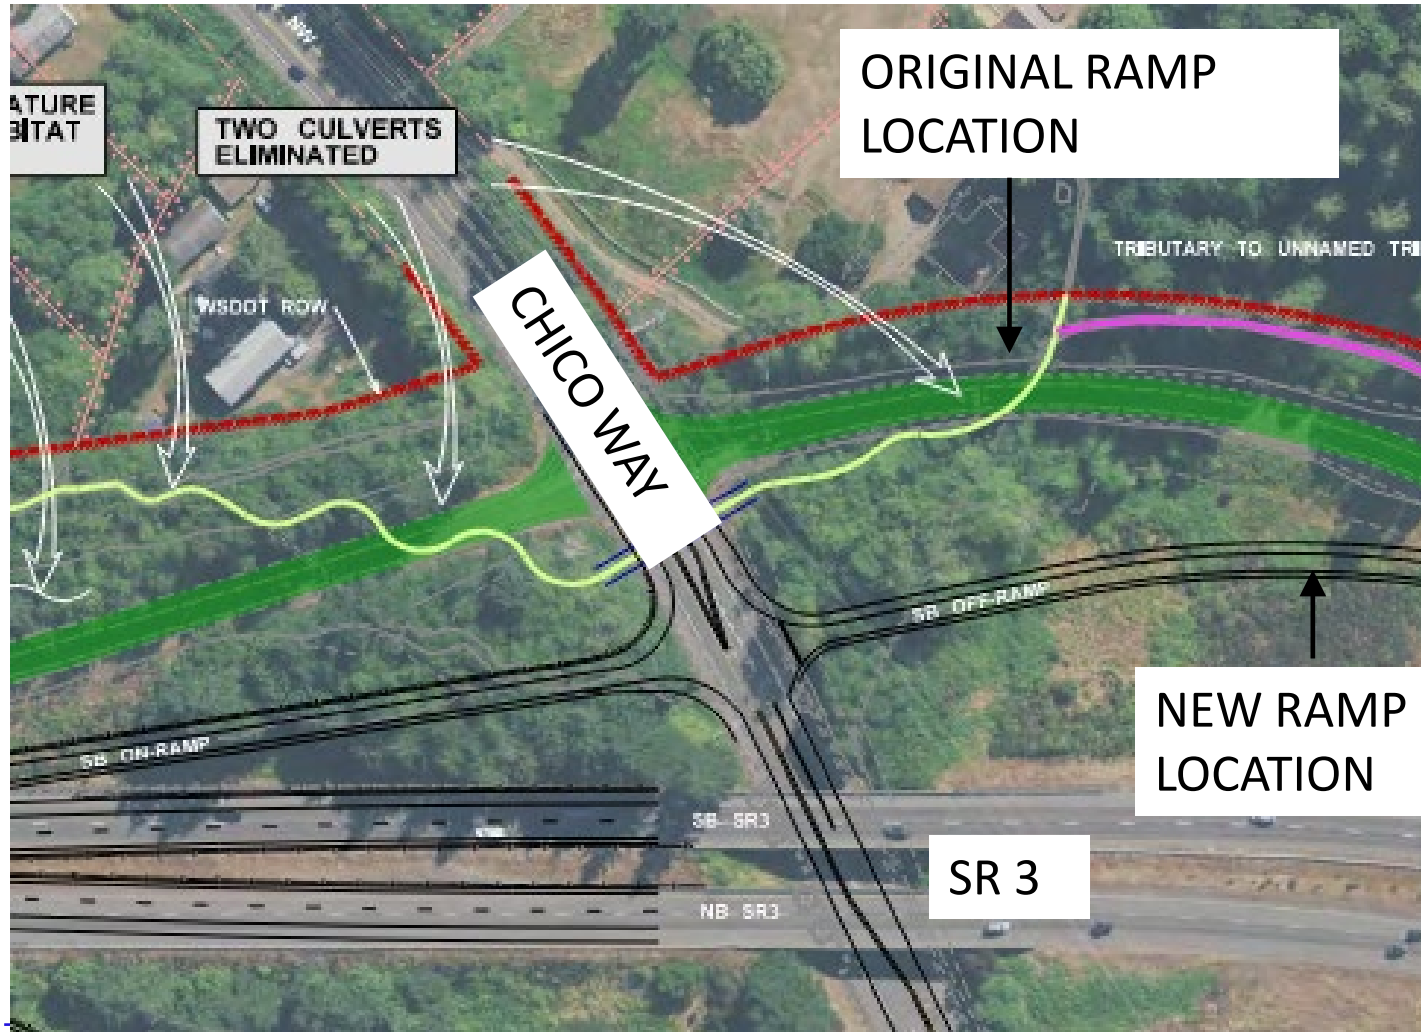 NW
ORIGINAL RAMP
LOCATION
ATURE
BITAT
TWO CULVERTS
ELIMINATED
TRIBUTARY TO UNNAMED TRI
WSDOT ROW
CHICO WAY
SB OFF-RAMP
NEW RAMP
LOCATION
SB ON-RAMP
SB SR3
SR 3
NB SR3